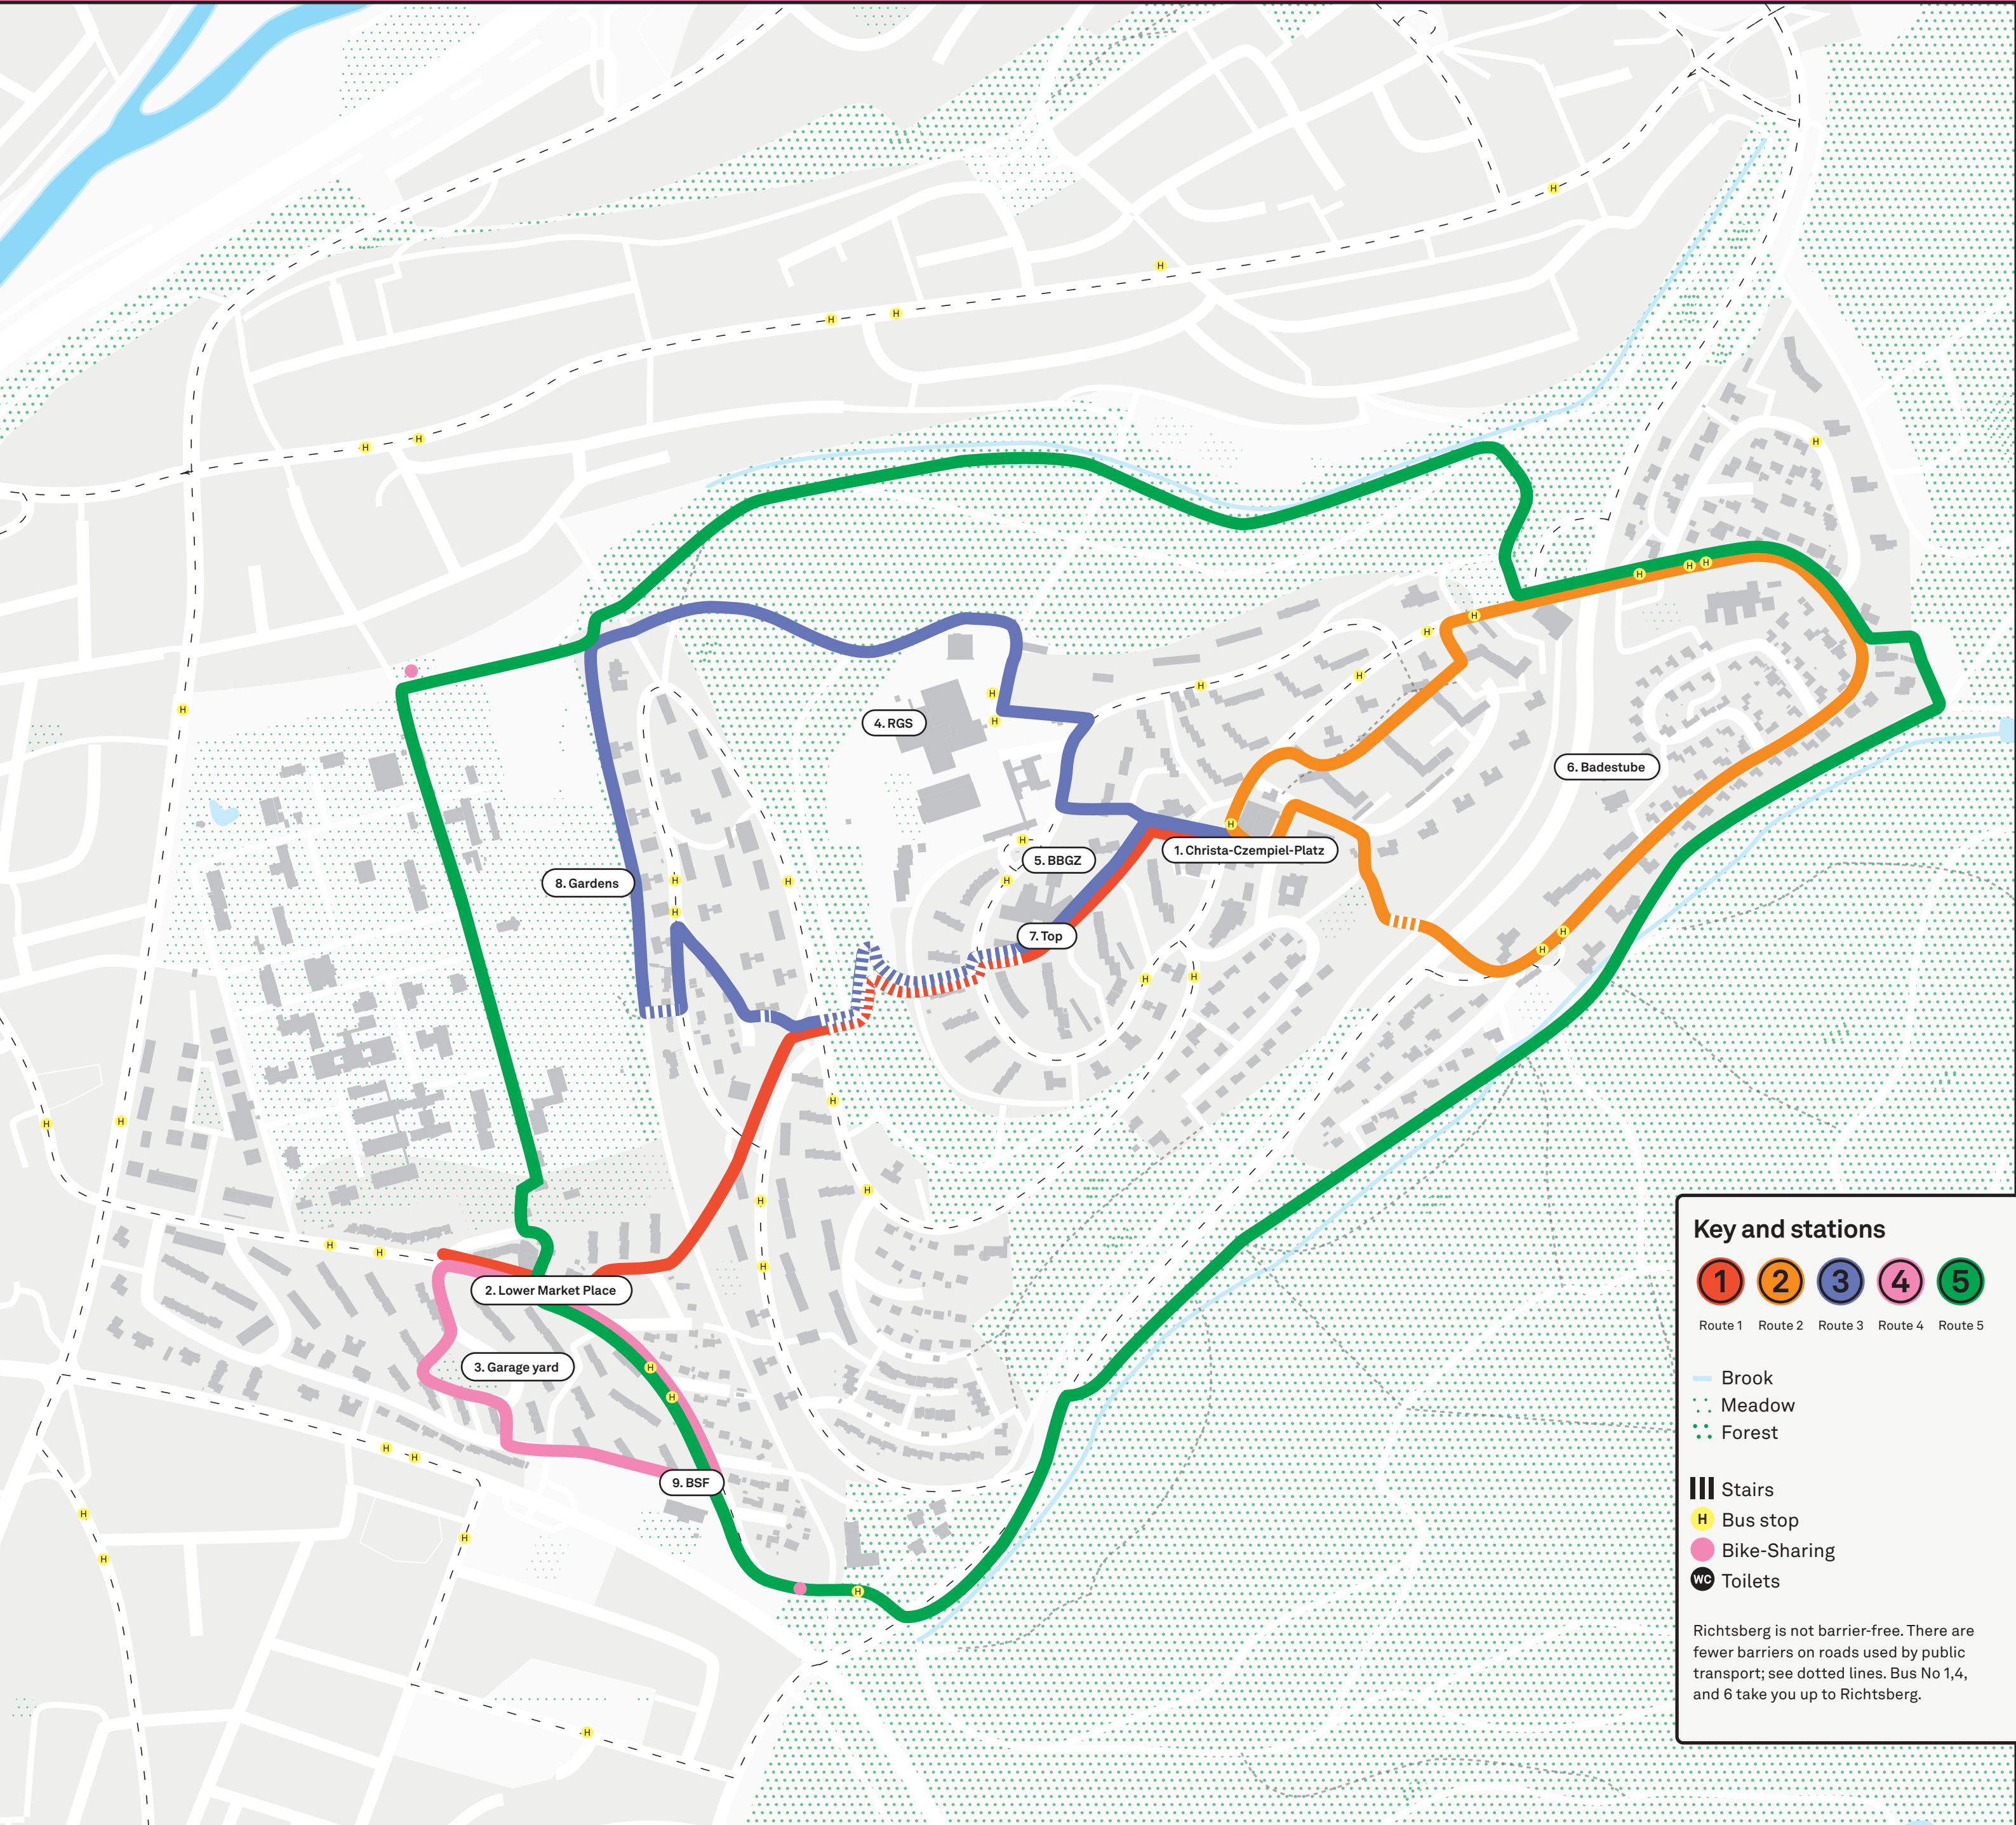 4. RGS
6. Badestube
1. Christa-Czempiel-Platz
5. BBGZ
8. Gardens
7. Top
2. Lower Market Place
3. Garage yard
9. BSF
Key and stations
1 2 3 4 5
Route 1 Route 2 Route 3 Route 4 Route 5
Brook
Meadow
Forest
Stairs
H Bus stop
Bike-Sharing
WC Toilets
Richtsberg is not barrier-free. There are
fewer barriers on roads used by public
transport; see dotted lines. Bus No 1,4,
and 6 take you up to Richtsberg.